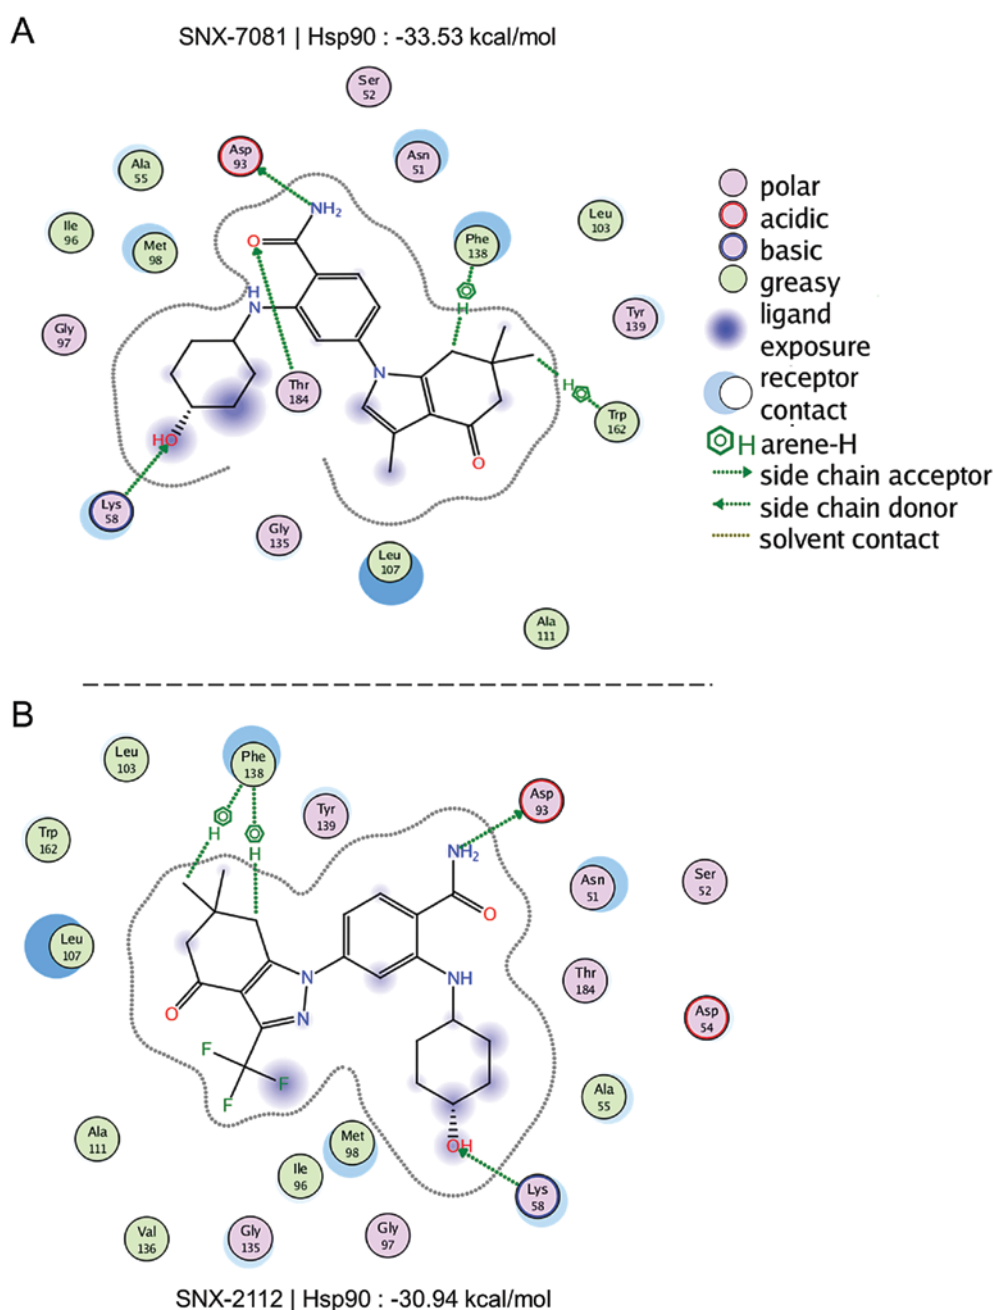 A
SNX-7081 | Hsp90 : -33.53 kcal/mol
Ser
52
Asp
93
Asn
51
Ala
55
NH2
Leu
103
Ile
96
Met
98
O
Phe
138
H
N
H
Tyr
139
Gly
97
Thr
184
N
H
Trp
162
HO
O
Lys
58
Gly
135
Leu
107
Ala
111
polar
acidic
basic
greasy
ligand
exposure
receptor
contact
H arene-H
side chain acceptor
side chain donor
solvent contact
B
Leu
103
Phe
138
Tyr
139
Asp
93
H
H
Trp
162
NH2
Asn
51
Ser
52
O
Leu
107
Thr
184
N
NH
O
N
Asp
54
F
F
F
Ala
55
Ala
111
Met
98
OH
Ile
96
Lys
58
Val
136
Gly
135
Gly
97
SNX-2112 | Hsp90 : -30.94 kcal/mol